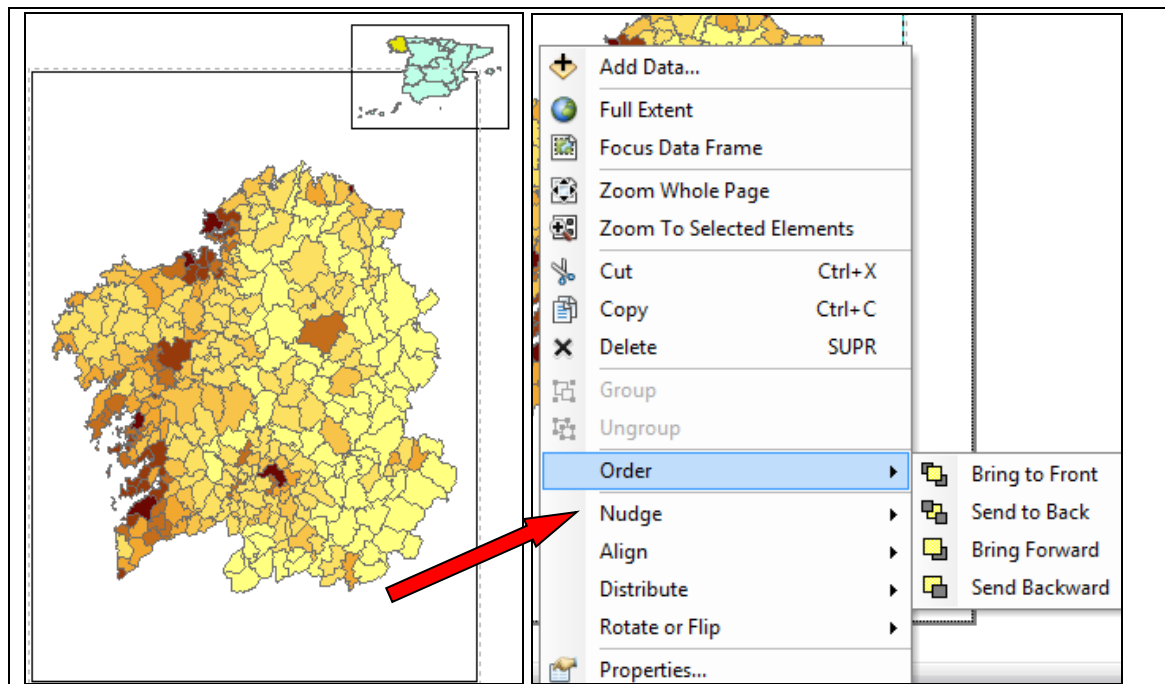 Add Data...
Full Extent
Focus Data Frame
Zoom Whole Page
Zoom To Selected Elements
Cut Ctrl+X
Copy Ctrl+C
Delete SUPR
Group
Ungroup
Order
Bring to Front
Nudge
Send to Back
Align
Bring Forward
Distribute
Send Backward
Rotate or Flip
Properties...